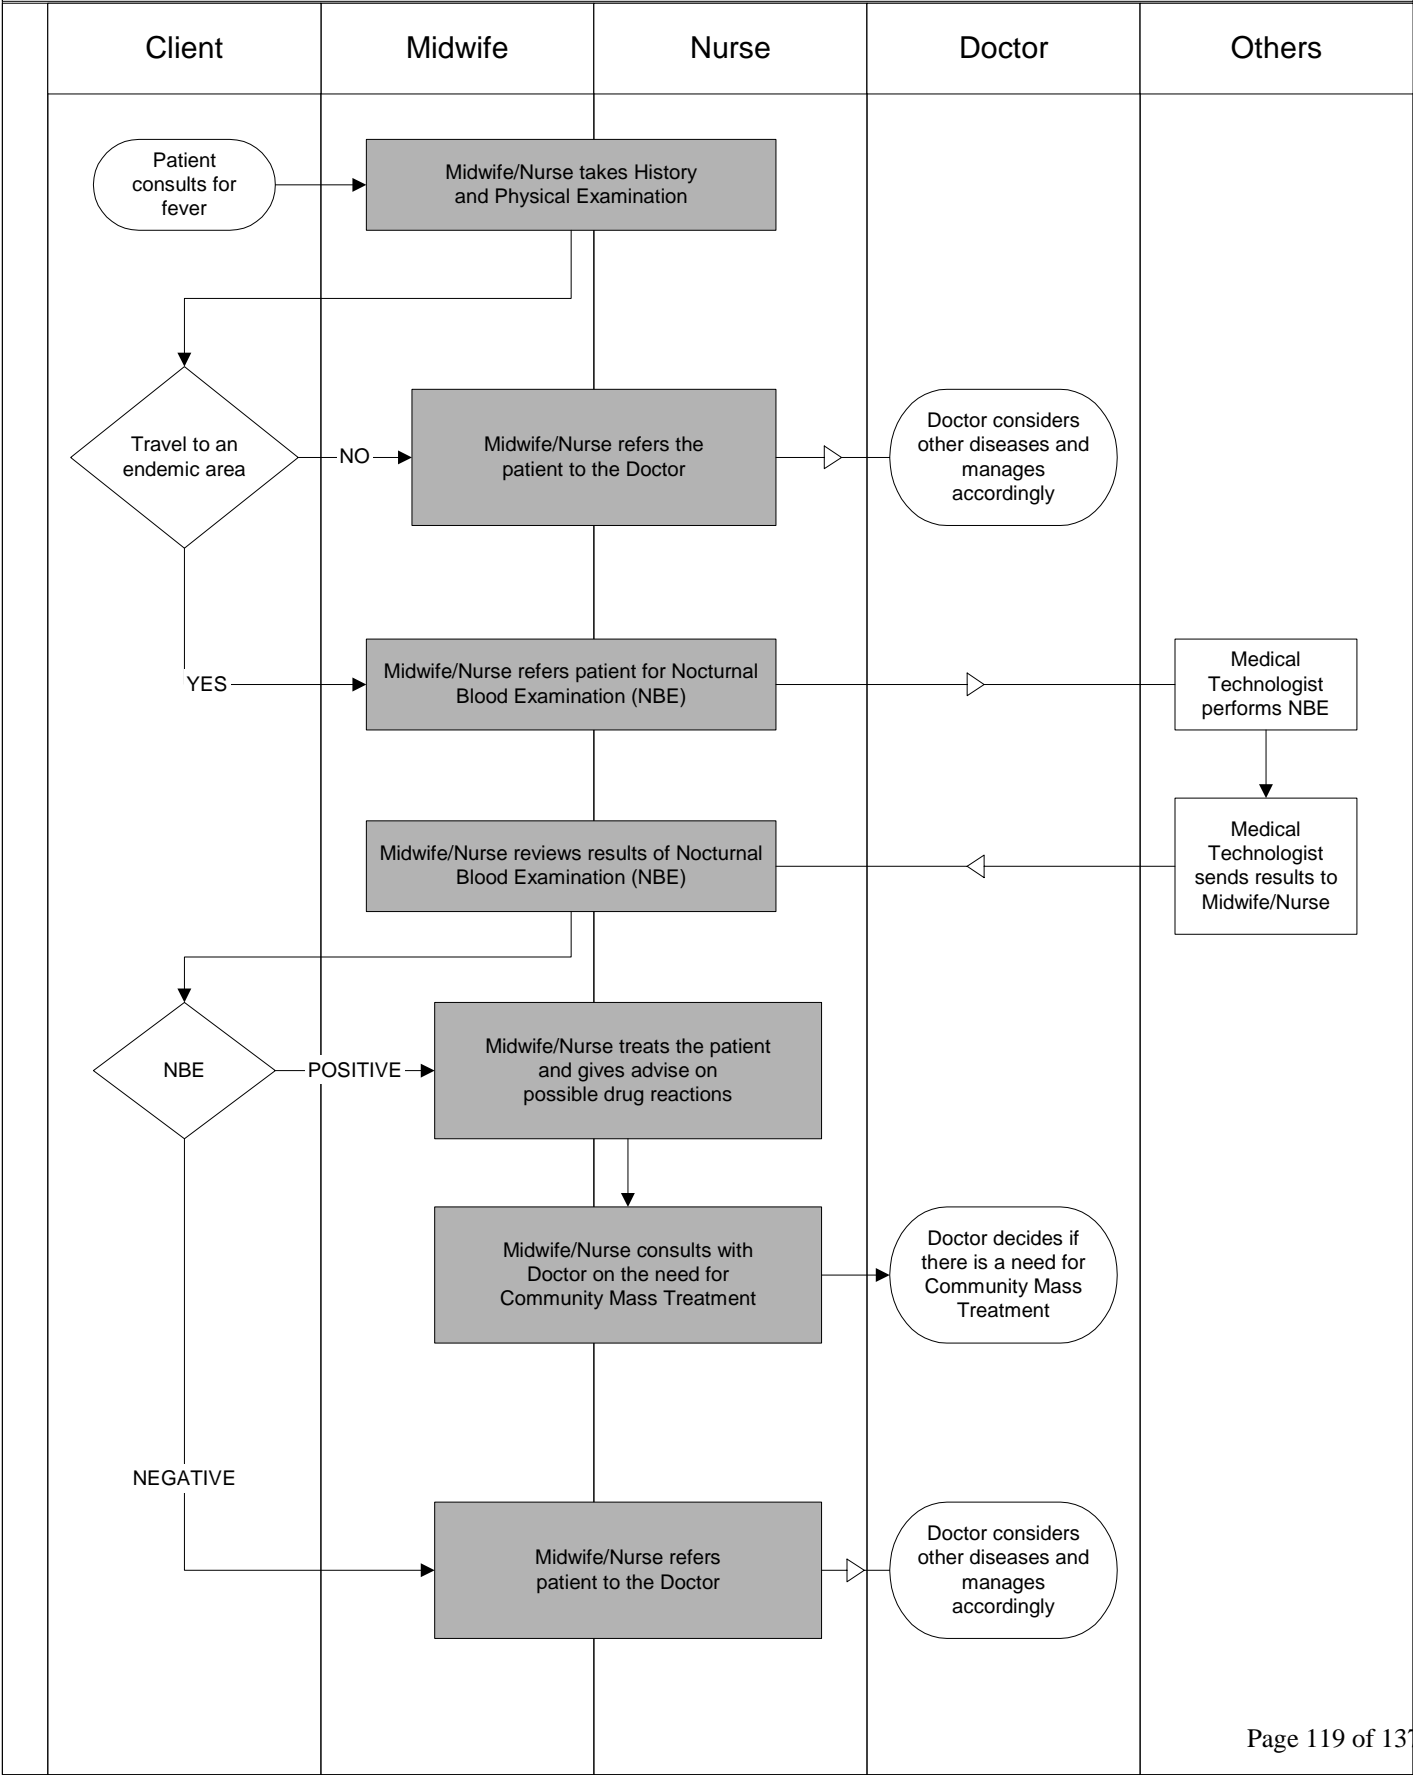 Client
Midwife
Nurse
Doctor
Others
Patient
consults for
fever
Midwife/Nurse takes History
and Physical Examination
Travel to an
endemic area
NO
Midwife/Nurse refers the
patient to the Doctor
Doctor considers
other diseases and
manages
accordingly
YES
Midwife/Nurse refers patient for Nocturnal
Blood Examination (NBE)
Medical
Technologist
performs NBE
Medical
Technologist
sends results to
Midwife/Nurse
Midwife/Nurse reviews results of Nocturnal
Blood Examination (NBE)
NBE
POSITIVE
Midwife/Nurse treats the patient
and gives advise on
possible drug reactions
Midwife/Nurse consults with
Doctor on the need for
Community Mass Treatment
Doctor decides if
there is a need for
Community Mass
Treatment
NEGATIVE
Midwife/Nurse refers
patient to the Doctor
Doctor considers
other diseases and
manages
accordingly
Page 119 of 137